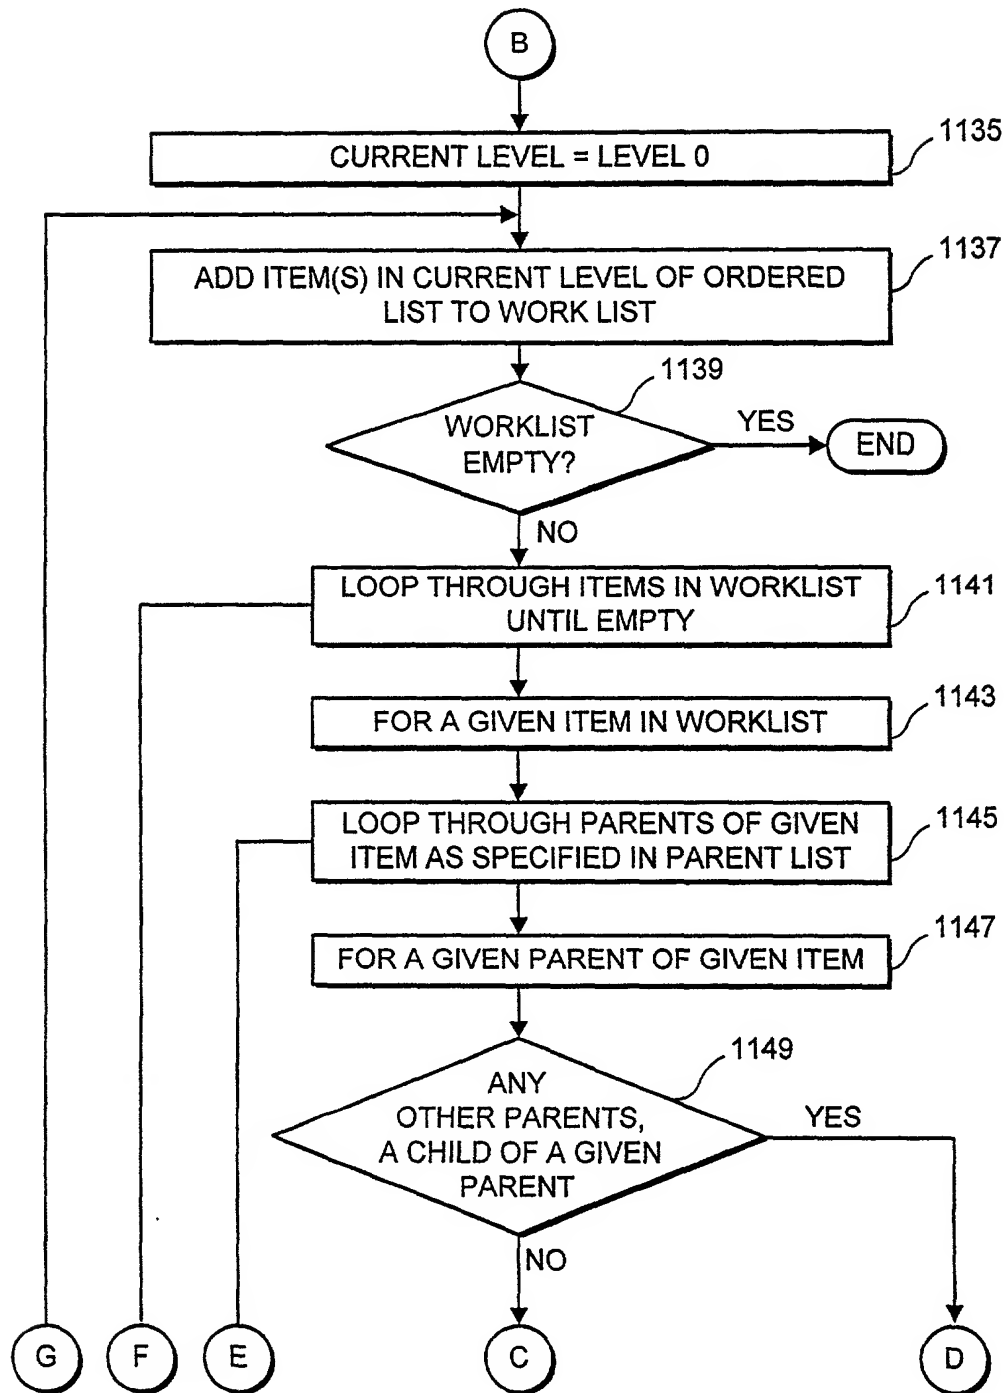 B
1135
CURRENT LEVEL = LEVEL 0
1137
ADD ITEM(S) IN CURRENT LEVEL OF ORDERED
LIST TO WORK LIST
1139
WORKLIST
EMPTY?
YES
END
NO
1141
LOOP THROUGH ITEMS IN WORKLIST
UNTIL EMPTY
1143
FOR A GIVEN ITEM IN WORKLIST
1145
LOOP THROUGH PARENTS OF GIVEN
ITEM AS SPECIFIED IN PARENT LIST
1147
FOR A GIVEN PARENT OF GIVEN ITEM
1149
ANY
OTHER PARENTS,
A CHILD OF A GIVEN
PARENT
YES
NO
G
F
E
C
D